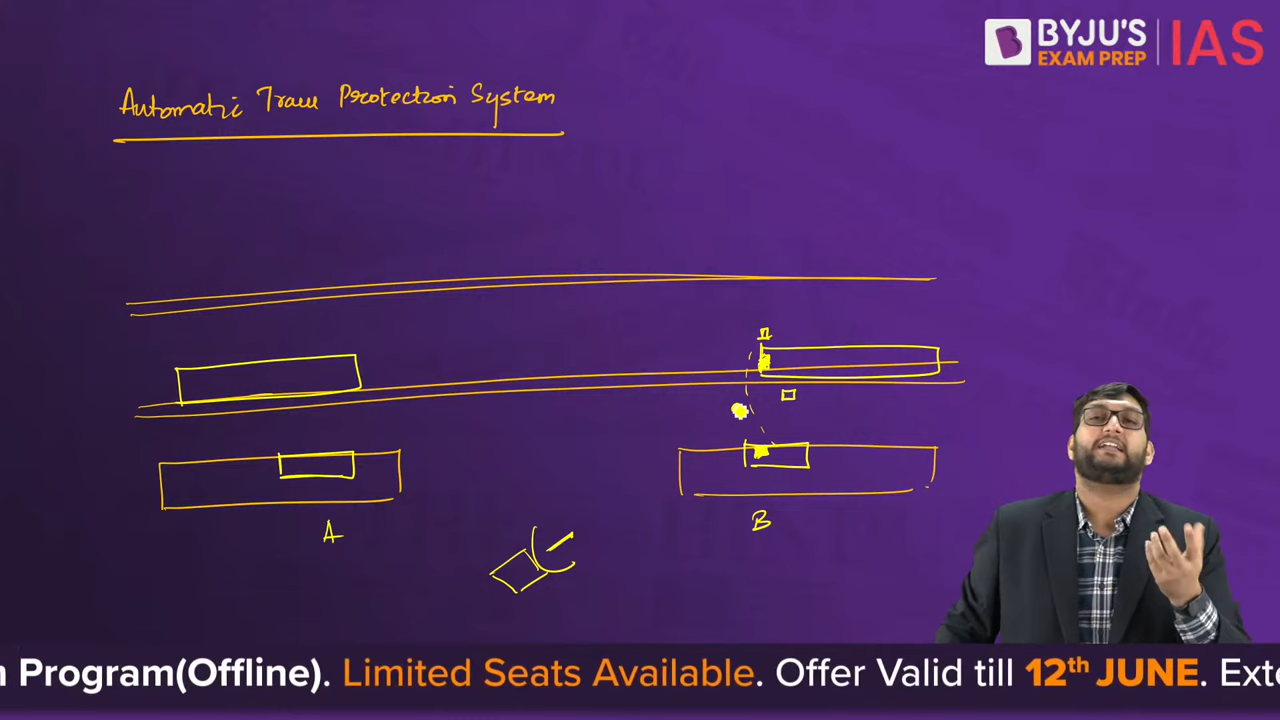 BYJU'S
EXAM PREP
IAS
Automatic Train Protection System
A
B
n Program(Offline). Limited Seats Available. Offer Valid till 12th JUNE. Exte